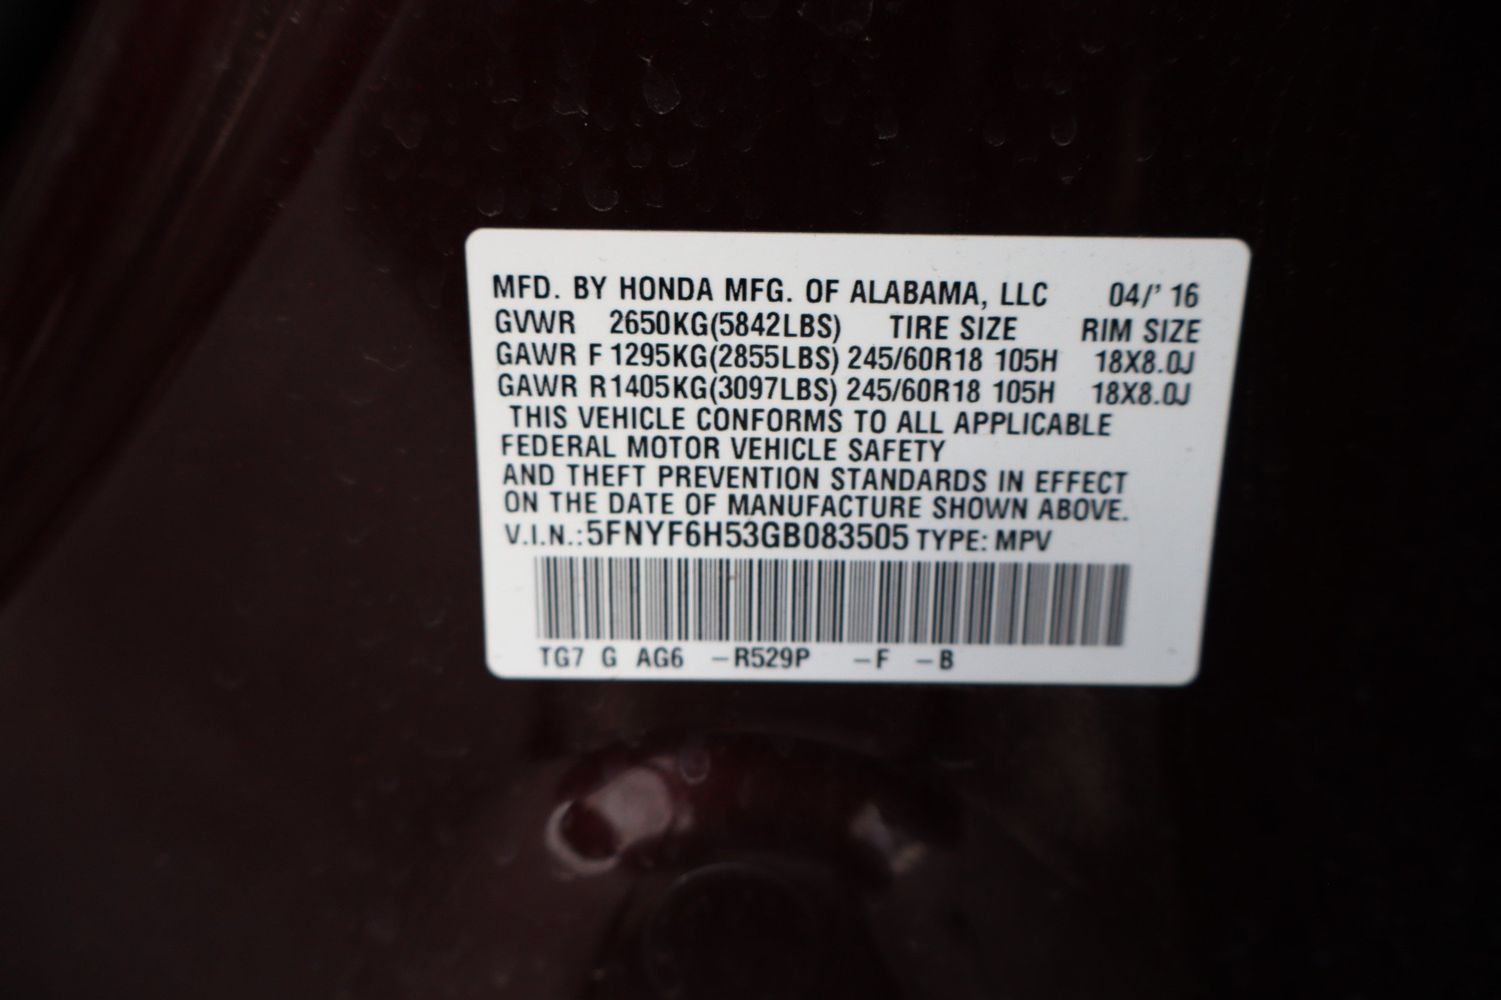 MFD. BY HONDA MFG. OF ALABAMA, LLC 04/' 16
GVWR 2650KG(5842LBS) TIRE SIZE RIM SIZE
GAWR F 1295KG(2855LBS) 245/60R18 105H 18X8.0J
GAWR R1405KG(3097LBS) 245/60R18 105H 18X8.0J
THIS VEHICLE CONFORMS TO ALL APPLICABLE
FEDERAL MOTOR VEHICLE SAFETY
AND THEFT PREVENTION STANDARDS IN EFFECT
ON THE DATE OF MANUFACTURE SHOWN ABOVE.
V.I.N.:5FNYF6H53GB083505 TYPE: MPV
TG7 G AG6 -R529P -F -B